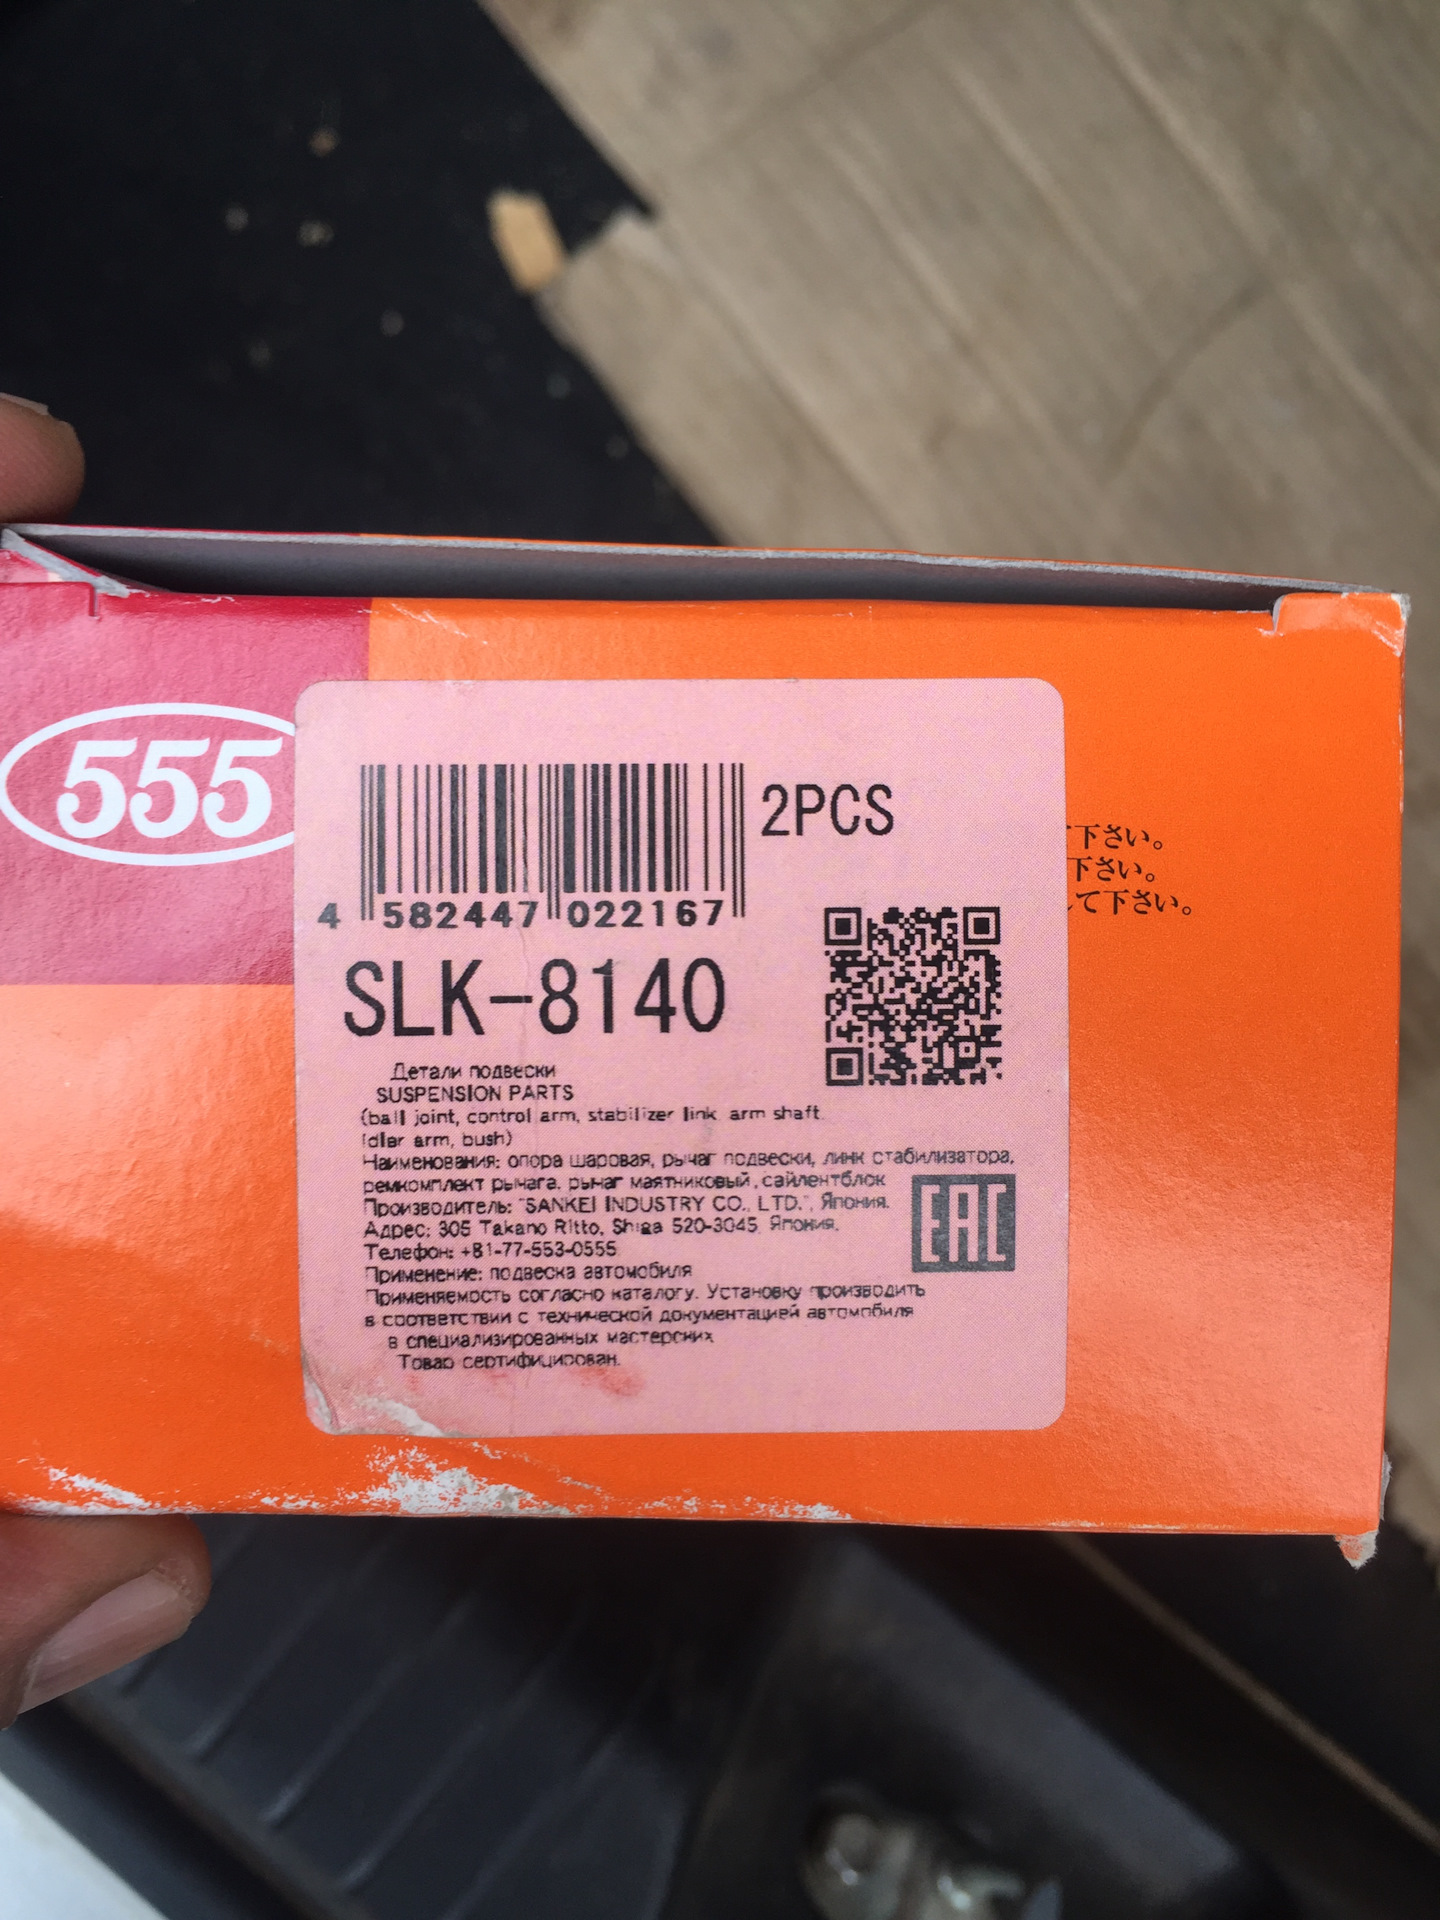 555
2PCS
て下さい。
下さい。
て下さい。
4 582447 022167
SLK-8140
Детали подвески
SUSPENSION PARTS
(ball joint, control arm, stabilizer link arm shaft.
Idler arm, bush)
Наименования: опора шаровая, рычаг подвески, линк стабилизатора,
ремкомплект рычага, рычаг маятниковый, сайлентблок
Производитель: "SANKEI INDUSTRY CO., LTD.", Япония.
Адрес: 305 Takano Ritto, Shiga 520-3045, Япония.
Телефон: +81-77-553-0555
Применение: подвеска автомобиля
Применяемость согласно каталогу. Установку производить
в соответствии с технической документацией автомобиля
в специализированных мастерских
Товар сертифицирован.
EAC